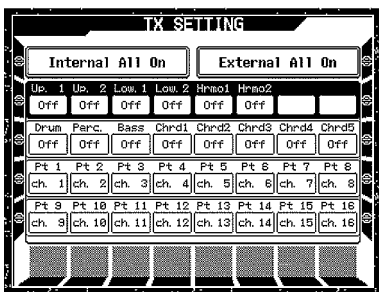 TX SETTING
Internal All On External All On
Up. 1 Up. 2 Low. 1 Low. 2 Hrmo1 Hrmo2
Off Off Off Off Off Off
Drum Perc. Bass Chrd1 Chrd2 Chrd3 Chrd4 Chrd5
Off Off Off Off Off Off Off Off
Pt 1 Pt 2 Pt 3 Pt 4 Pt 5 Pt 6 Pt 7 Pt 8
ch. 1 ch. 2 ch. 3 ch. 4 ch. 5 ch. 6 ch. 7 ch. 8
Pt 9 Pt 10 Pt 11 Pt 12 Pt 13 Pt 14 Pt 15 Pt 16
ch. 9 ch. 10 ch. 11 ch. 12 ch. 13 ch. 14 ch. 15 ch. 16